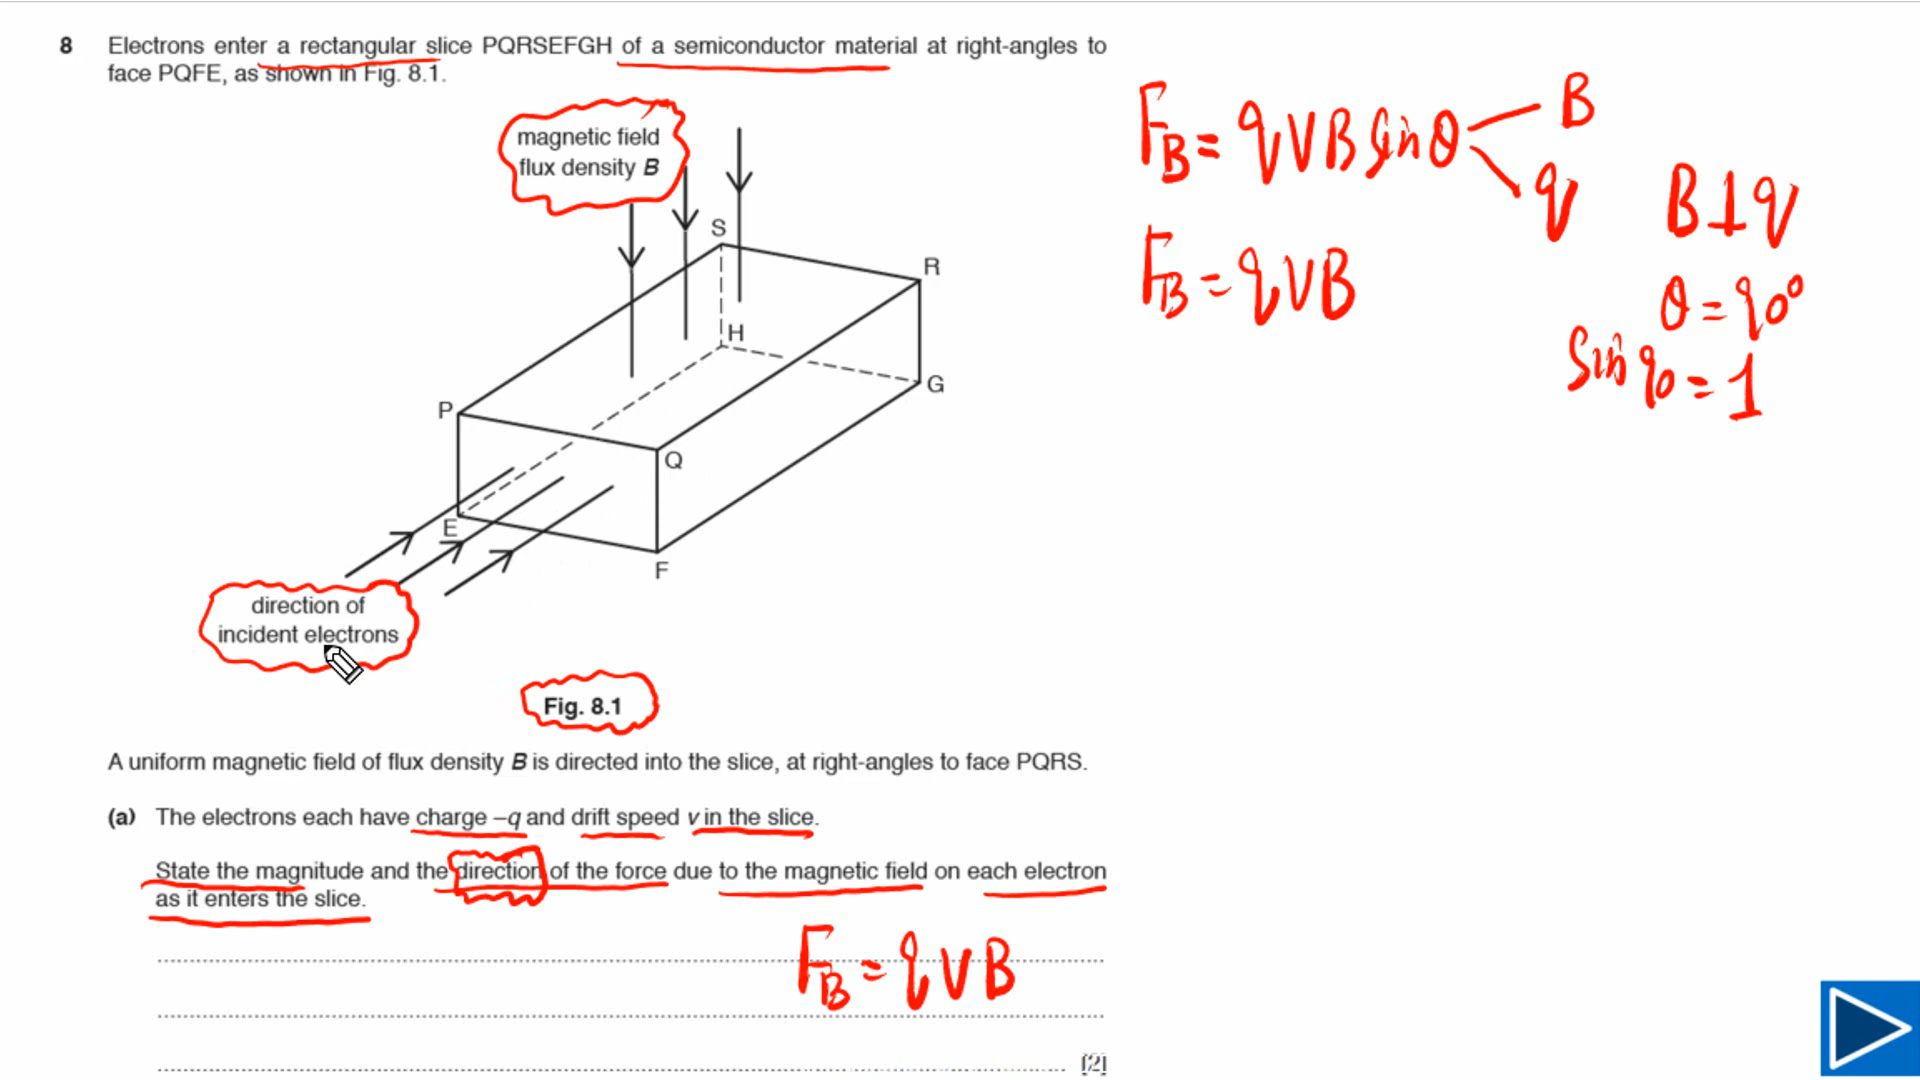 8 Electrons enter a rectangular slice PQRSEFGH of a semiconductor material at right-angles to
face PQFE, as shown in Fig. 8.1.
magnetic field
flux density B
S
R
H
G
P
Q
E
F
direction of
incident electrons
Fig. 8.1
A uniform magnetic field of flux density B is directed into the slice, at right-angles to face PQRS.
(a) The electrons each have charge –q and drift speed v in the slice.
State the magnitude and the direction of the force due to the magnetic field on each electron
as it enters the slice.
F_B = qVB
[2]
F_B = qVB sin θ
B
q
B ⊥ q
F_B = qVB
θ = 90°
Sin 90 = 1